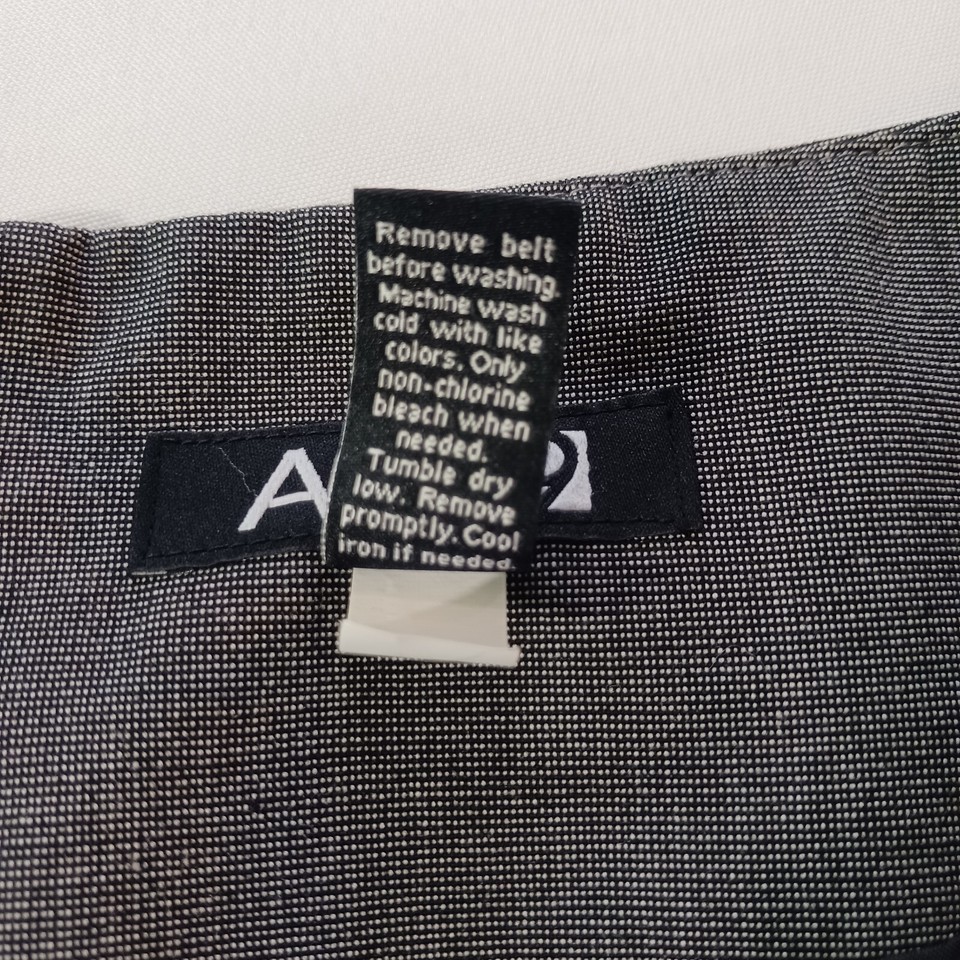 Remove belt
before washing.
Machine wash
cold with like
colors. Only
non-chlorine
bleach when
needed.
Tumble dry
low. Remove
promptly. Cool
iron if needed.
A